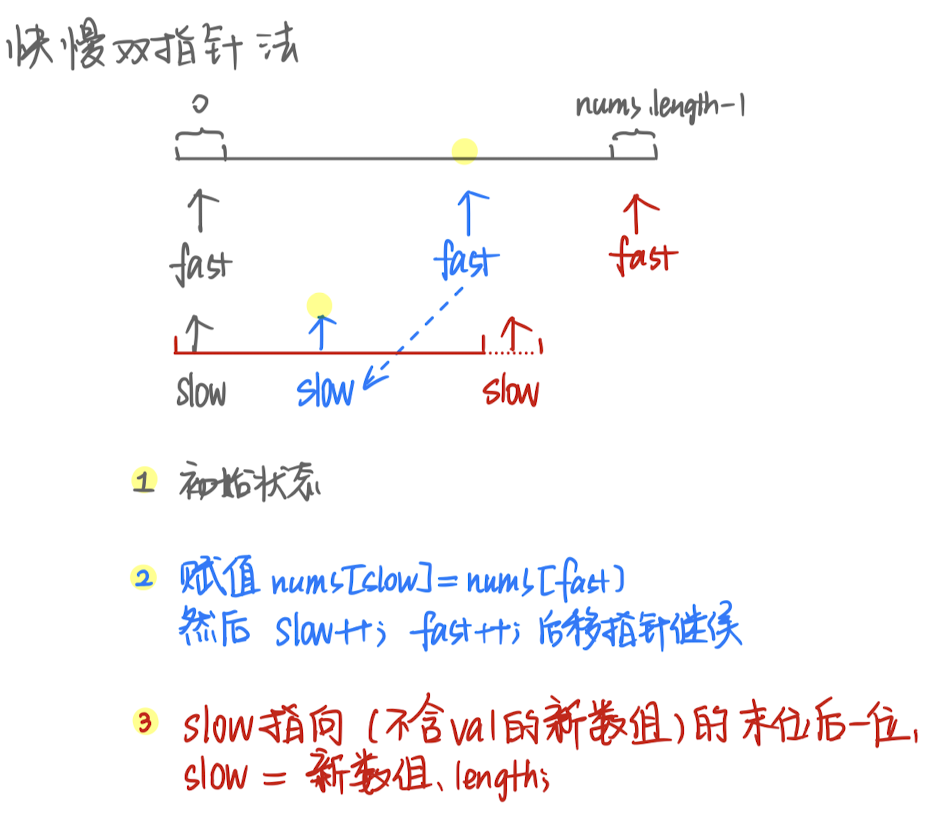 快慢双指针法
0
nums.length-1
fast
fast
fast
slow
slow
slow
1 初始状态
2 赋值 nums[slow]=nums[fast]
然后 slow++; fast++; 后移指针继续
3 slow指向(不含val的新数组)的末位后一位,
slow = 新数组.length;